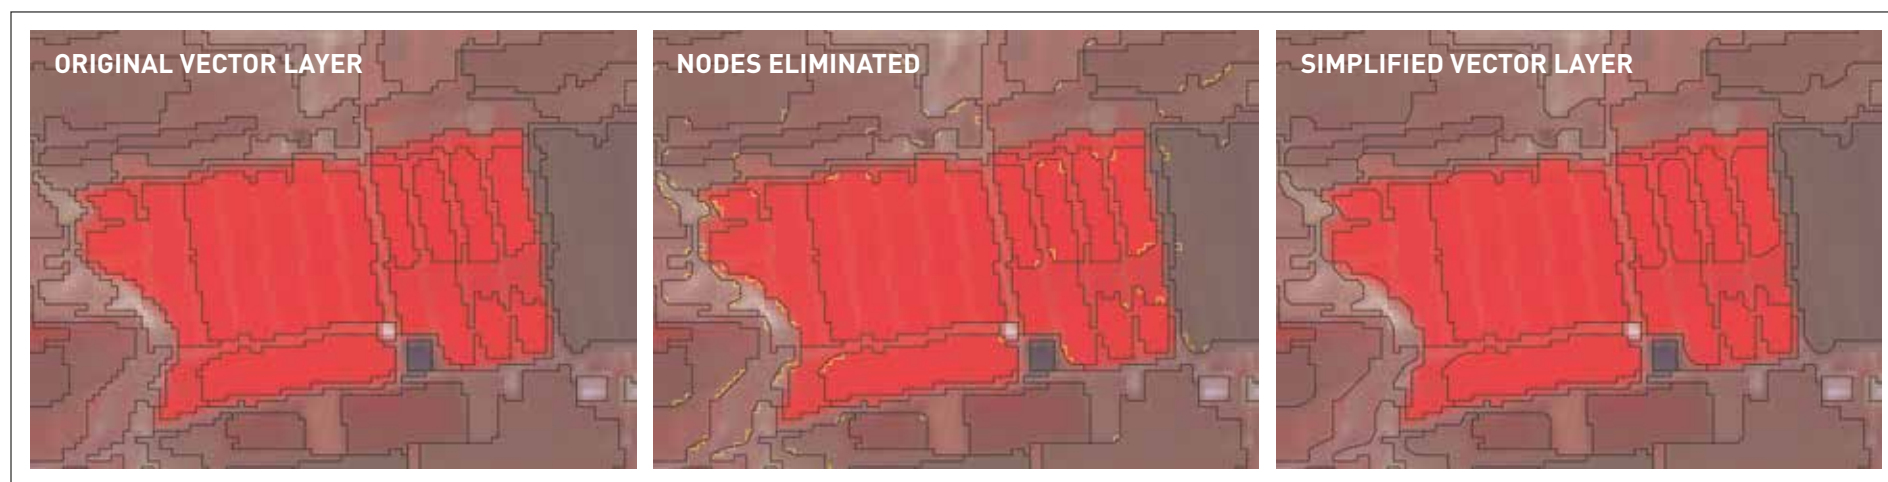 ORIGINAL VECTOR LAYER
NODES ELIMINATED
SIMPLIFIED VECTOR LAYER